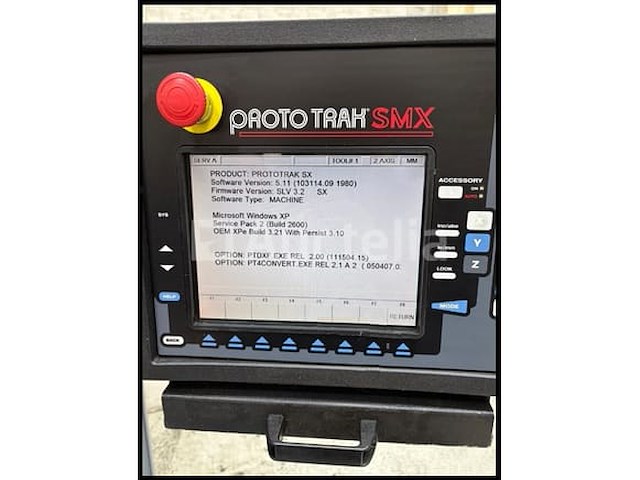 PROTO TRAK SMX
SERV A TOOL# 1 2 AXIS MM
PRODUCT: PROTOTRAK SX
Software Version: 5.11 (103114.09 1980)
Firmware Version: SLV 3.2 SX
Software Type: MACHINE
Microsoft Windows XP
Service Pack 2 (Build 2600)
OEM XPe Build 3.21 With Persist 3.10
OPTION: PTDXF.EXE REL 2.00 (111504.15)
OPTION: PT4CONVERT.EXE REL 2.1 A 2 ( 050407.0
RETURN
SYS
HELP
BACK
ACCESSORY
ON
AUTO
X
Y
Z
LOOK
MODE